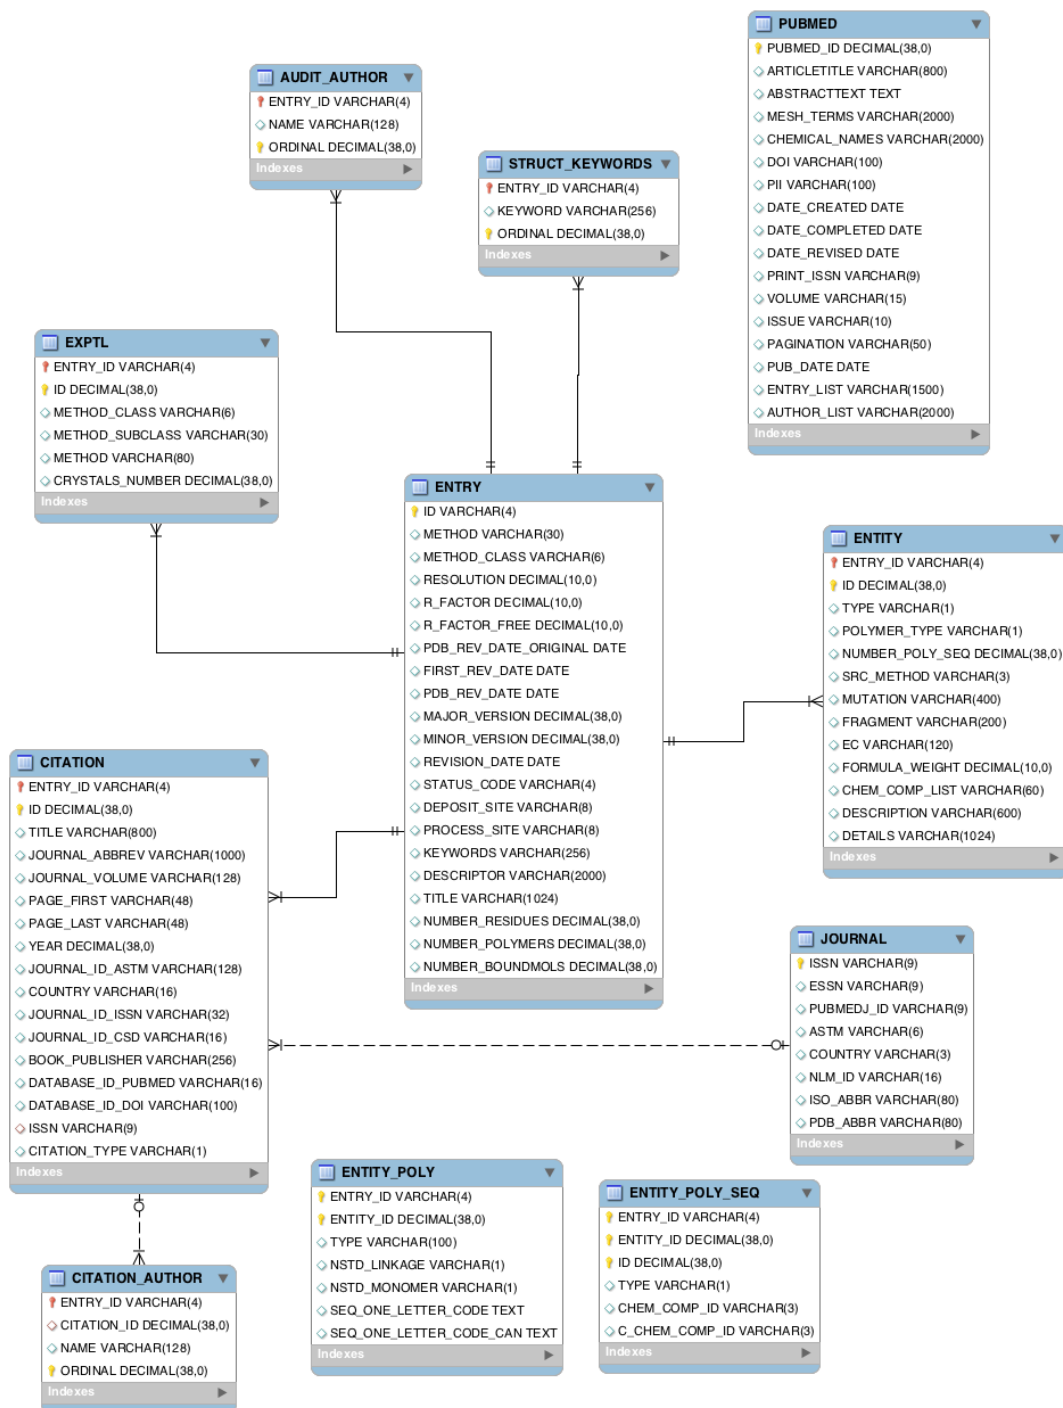 PUBMED
PUBMED_ID DECIMAL(38,0)
ARTICLETITLE VARCHAR(800)
ABSTRACTTEXT TEXT
MESH_TERMS VARCHAR(2000)
CHEMICAL_NAMES VARCHAR(2000)
DOI VARCHAR(100)
PII VARCHAR(100)
DATE_CREATED DATE
DATE_COMPLETED DATE
DATE_REVISED DATE
PRINT_ISSN VARCHAR(9)
VOLUME VARCHAR(15)
ISSUE VARCHAR(10)
PAGINATION VARCHAR(50)
PUB_DATE DATE
ENTRY_LIST VARCHAR(1500)
AUTHOR_LIST VARCHAR(2000)
Indexes
AUDIT_AUTHOR
ENTRY_ID VARCHAR(4)
NAME VARCHAR(128)
ORDINAL DECIMAL(38,0)
Indexes
STRUCT_KEYWORDS
ENTRY_ID VARCHAR(4)
KEYWORD VARCHAR(256)
ORDINAL DECIMAL(38,0)
Indexes
EXPTL
ENTRY_ID VARCHAR(4)
ID DECIMAL(38,0)
METHOD_CLASS VARCHAR(6)
METHOD_SUBCLASS VARCHAR(30)
METHOD VARCHAR(80)
CRYSTALS_NUMBER DECIMAL(38,0)
Indexes
ENTRY
ID VARCHAR(4)
METHOD VARCHAR(30)
METHOD_CLASS VARCHAR(6)
RESOLUTION DECIMAL(10,0)
R_FACTOR DECIMAL(10,0)
R_FACTOR_FREE DECIMAL(10,0)
PDB_REV_DATE_ORIGINAL DATE
FIRST_REV_DATE DATE
PDB_REV_DATE DATE
MAJOR_VERSION DECIMAL(38,0)
MINOR_VERSION DECIMAL(38,0)
REVISION_DATE DATE
STATUS_CODE VARCHAR(4)
DEPOSIT_SITE VARCHAR(8)
PROCESS_SITE VARCHAR(8)
KEYWORDS VARCHAR(256)
DESCRIPTOR VARCHAR(2000)
TITLE VARCHAR(1024)
NUMBER_RESIDUES DECIMAL(38,0)
NUMBER_POLYMERS DECIMAL(38,0)
NUMBER_BOUNDMOLS DECIMAL(38,0)
Indexes
ENTITY
ENTRY_ID VARCHAR(4)
ID DECIMAL(38,0)
TYPE VARCHAR(1)
POLYMER_TYPE VARCHAR(1)
NUMBER_POLY_SEQ DECIMAL(38,0)
SRC_METHOD VARCHAR(3)
MUTATION VARCHAR(400)
FRAGMENT VARCHAR(200)
EC VARCHAR(120)
FORMULA_WEIGHT DECIMAL(10,0)
CHEM_COMP_LIST VARCHAR(60)
DESCRIPTION VARCHAR(600)
DETAILS VARCHAR(1024)
Indexes
CITATION
ENTRY_ID VARCHAR(4)
ID DECIMAL(38,0)
TITLE VARCHAR(800)
JOURNAL_ABBREV VARCHAR(1000)
JOURNAL_VOLUME VARCHAR(128)
PAGE_FIRST VARCHAR(48)
PAGE_LAST VARCHAR(48)
YEAR DECIMAL(38,0)
JOURNAL_ID_ASTM VARCHAR(128)
COUNTRY VARCHAR(16)
JOURNAL_ID_ISSN VARCHAR(32)
JOURNAL_ID_CSD VARCHAR(16)
BOOK_PUBLISHER VARCHAR(256)
DATABASE_ID_PUBMED VARCHAR(16)
DATABASE_ID_DOI VARCHAR(100)
ISSN VARCHAR(9)
CITATION_TYPE VARCHAR(1)
Indexes
JOURNAL
ISSN VARCHAR(9)
ESSN VARCHAR(9)
PUBMEDJ_ID VARCHAR(9)
ASTM VARCHAR(6)
COUNTRY VARCHAR(3)
NLM_ID VARCHAR(16)
ISO_ABBR VARCHAR(80)
PDB_ABBR VARCHAR(80)
Indexes
ENTITY_POLY
ENTRY_ID VARCHAR(4)
ENTITY_ID DECIMAL(38,0)
TYPE VARCHAR(100)
NSTD_LINKAGE VARCHAR(1)
NSTD_MONOMER VARCHAR(1)
SEQ_ONE_LETTER_CODE TEXT
SEQ_ONE_LETTER_CODE_CAN TEXT
Indexes
ENTITY_POLY_SEQ
ENTRY_ID VARCHAR(4)
ENTITY_ID DECIMAL(38,0)
ID DECIMAL(38,0)
TYPE VARCHAR(1)
CHEM_COMP_ID VARCHAR(3)
C_CHEM_COMP_ID VARCHAR(3)
Indexes
CITATION_AUTHOR
ENTRY_ID VARCHAR(4)
CITATION_ID DECIMAL(38,0)
NAME VARCHAR(128)
ORDINAL DECIMAL(38,0)
Indexes